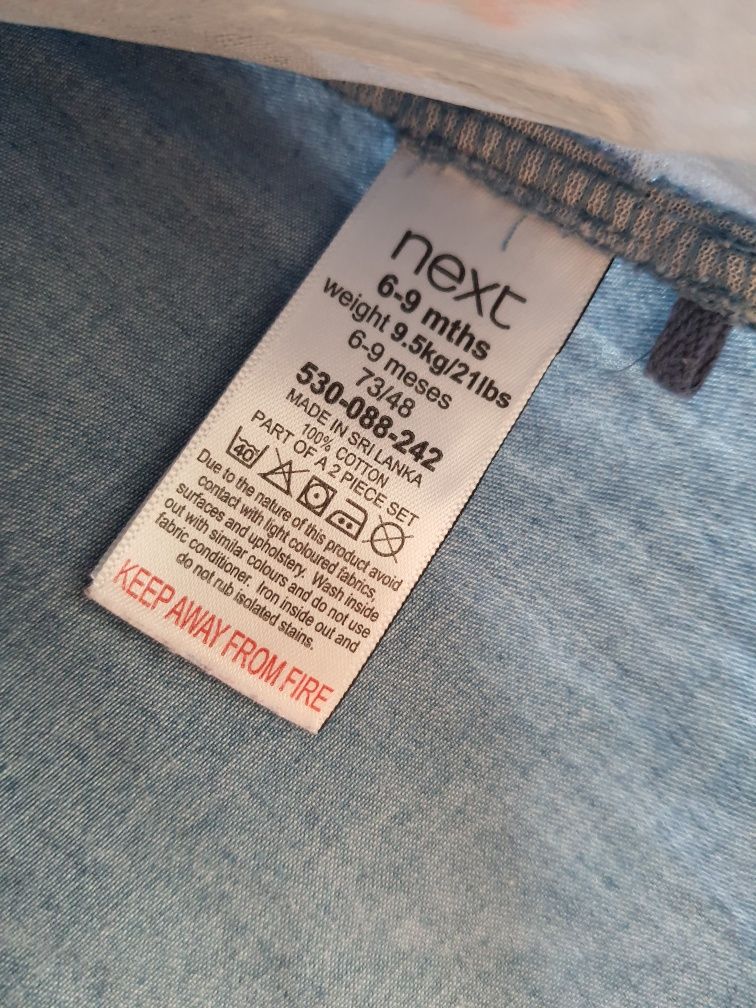 next
6-9 mths
weight 9.5kg/21lbs
6-9 meses
73/48
530-088-242
MADE IN SRI LANKA
100% COTTON
PART OF A 2 PIECE SET
40
Due to the nature of this product avoid
contact with light coloured fabrics,
surfaces and upholstery. Wash inside
out with similar colours and do not use
fabric conditioner. Iron inside out and
do not rub isolated stains.
KEEP AWAY FROM FIRE